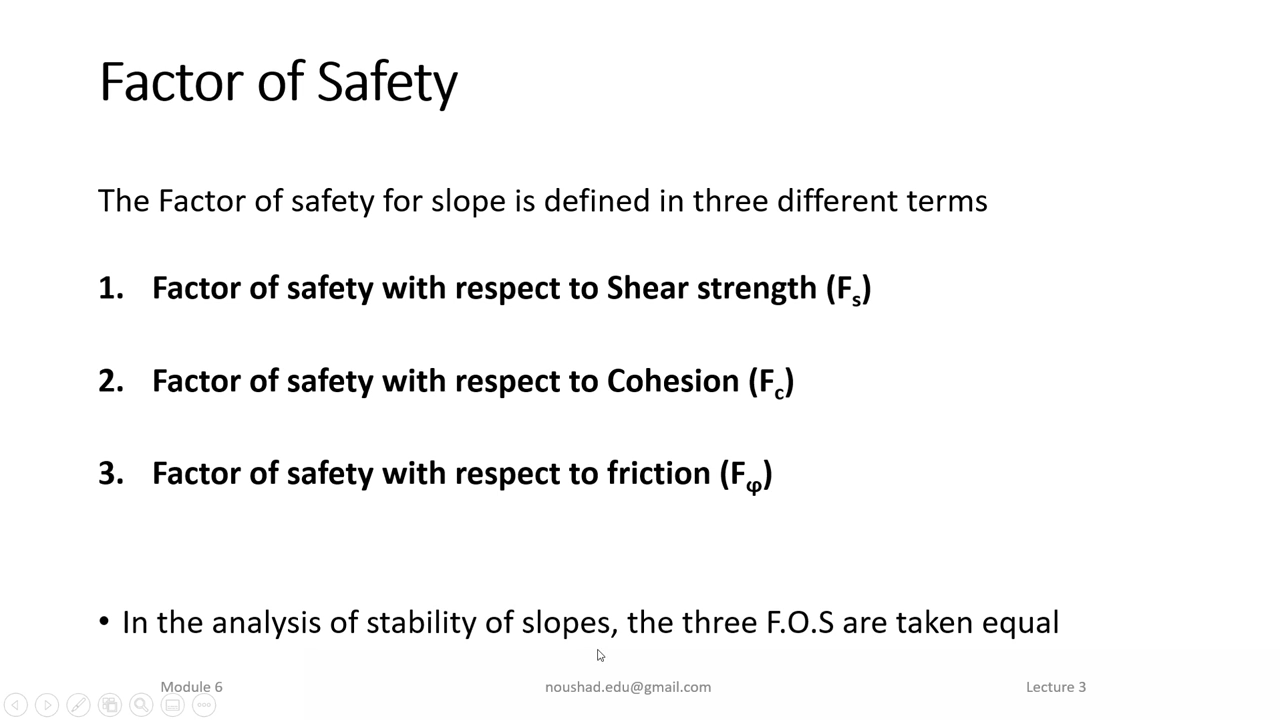 Factor of Safety
The Factor of safety for slope is defined in three different terms
1. Factor of safety with respect to Shear strength (Fs)
2. Factor of safety with respect to Cohesion (Fc)
3. Factor of safety with respect to friction (Fφ)
• In the analysis of stability of slopes, the three F.O.S are taken equal
Module 6 noushad.edu@gmail.com Lecture 3